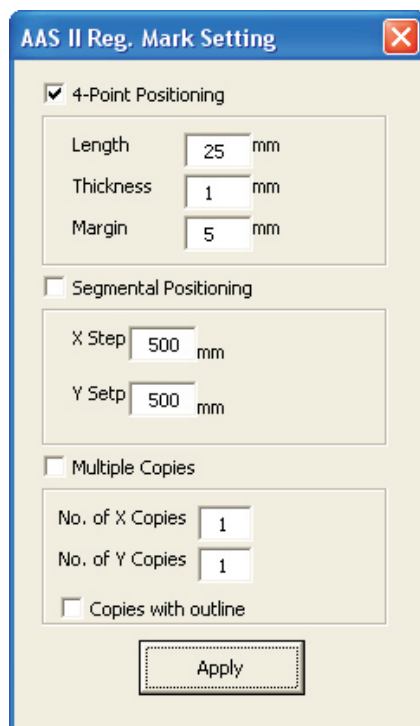 AAS II Reg. Mark Setting
4-Point Positioning
Length 25 mm
Thickness 1 mm
Margin 5 mm
Segmental Positioning
X Step 500 mm
Y Setp 500 mm
Multiple Copies
No. of X Copies 1
No. of Y Copies 1
Copies with outline
Apply